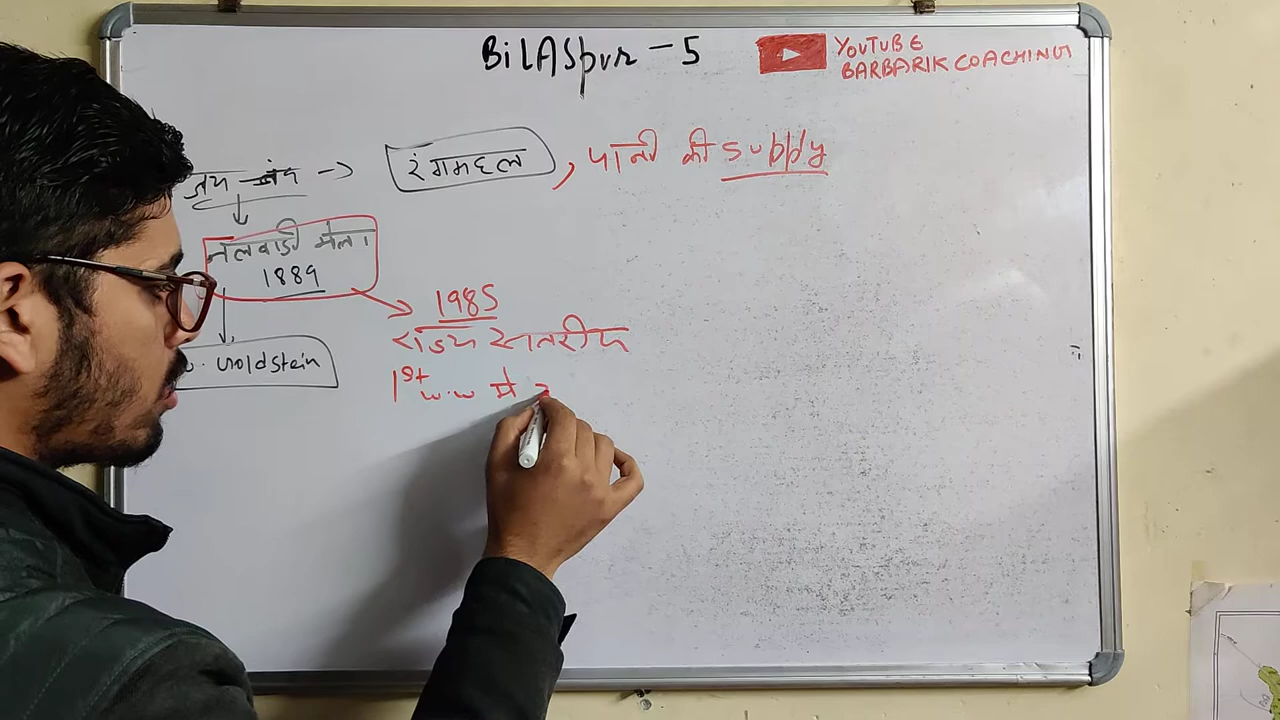 BiLASpur - 5
YOUTUBE
BARBARIK COACHING
→ रंगमहल , पानी की supply
नलवाड़ी मेला
1889
1985
राज्य स्तरीय
Goldstein
1st w.w में